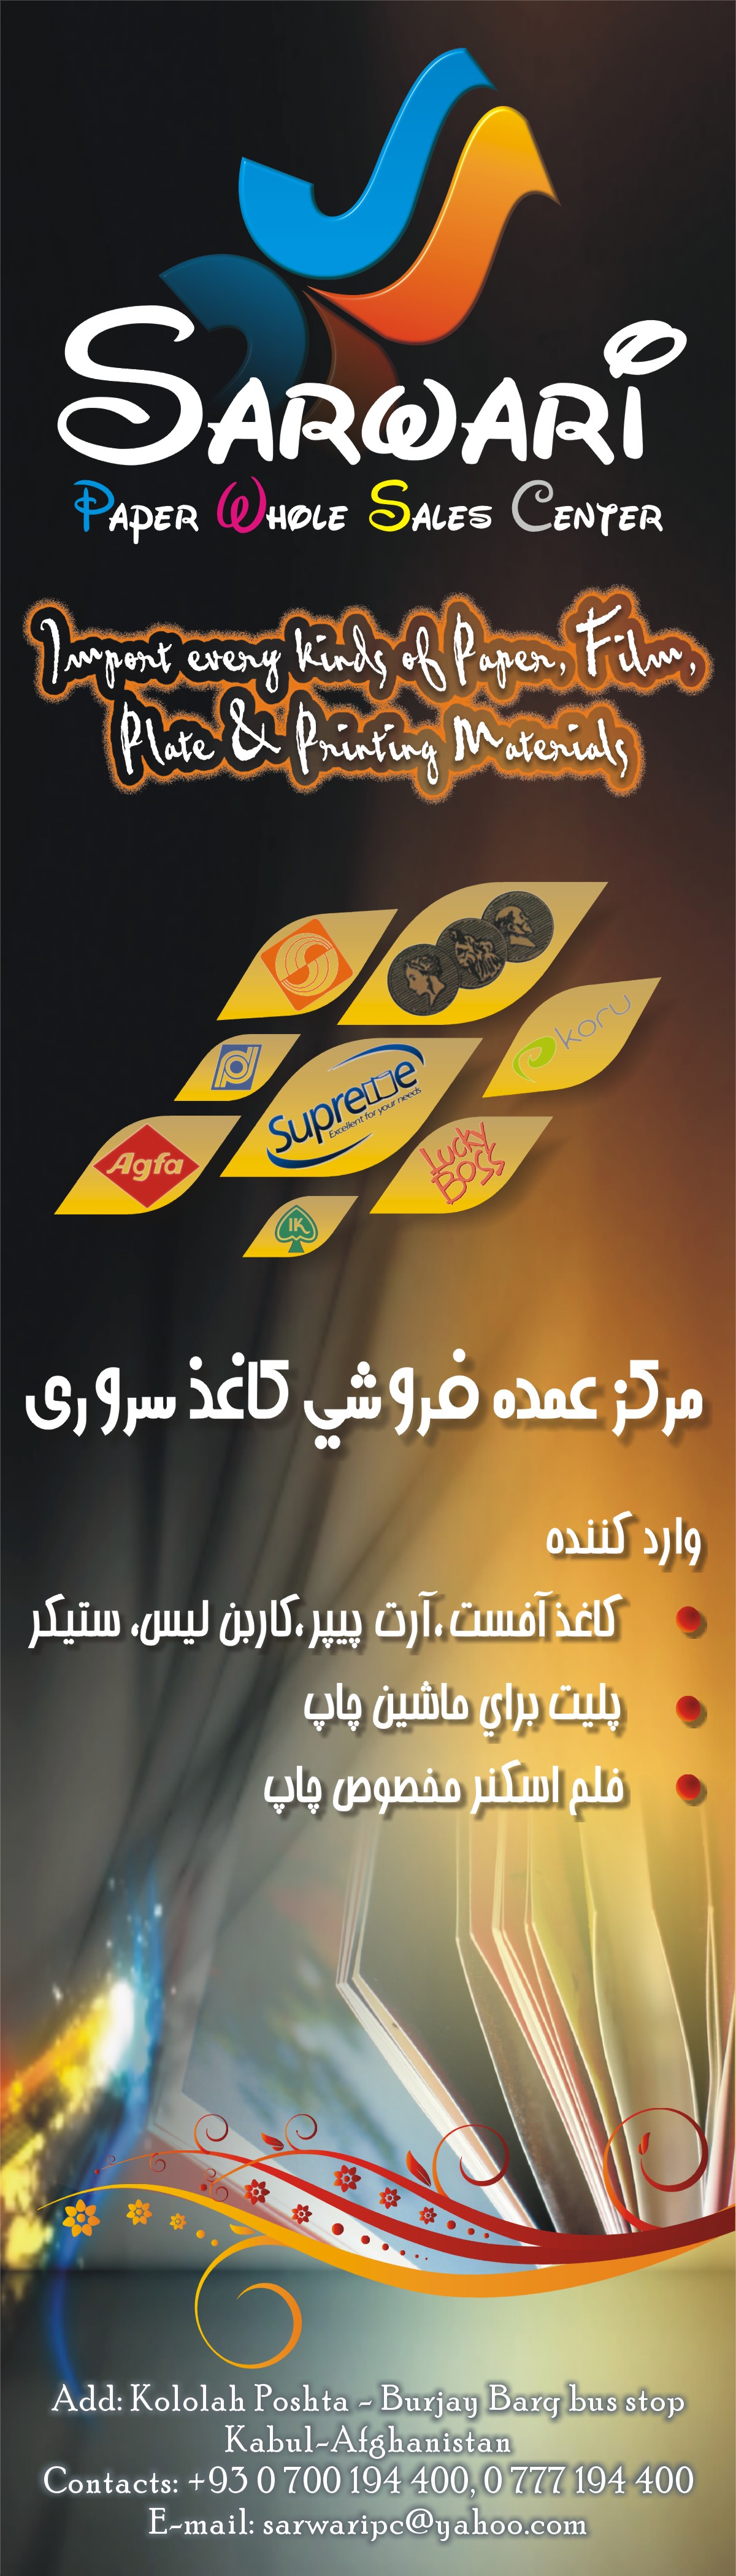 SARWARI
PAPER WHOLE SALES CENTER
Import every kinds of Paper, Film,
Plate & Printing Materials
koru
Supreme
Excellent for your needs
Agfa
Lucky
Boss
IK
مرکز عمده فروشي کاغذ سروری
وارد کننده
کاغذ آفست،آرت پیپر،کاربن لیس، ستیکر
پلیت براي ماشین چاپ
فلم اسکنر مخصوص چاپ
Add: Kololah Poshta - Burjay Barq bus stop
Kabul-Afghanistan
Contacts: +93 0 700 194 400, 0 777 194 400
E-mail: sarwaripc@yahoo.com